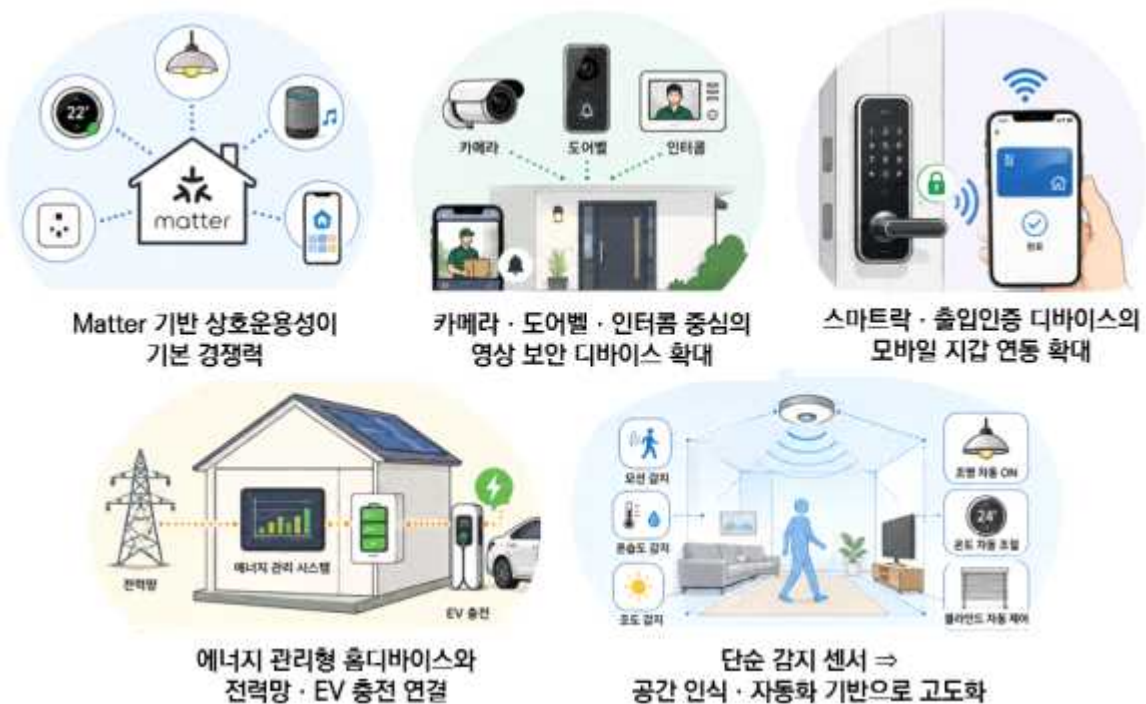 22°
matter
Matter 기반 상호운용성이
기본 경쟁력
카메라
도어벨
인터콤
카메라 · 도어벨 · 인터콤 중심의
영상 보안 디바이스 확대
완료
스마트락 · 출입인증 디바이스의
모바일 지갑 연동 확대
전력망
에너지 관리 시스템
EV 충전
에너지 관리형 홈디바이스와
전력망 · EV 충전 연결
모션 감지
온습도 감지
조도 감지
조명 자동 ON
24°
온도 자동 조절
블라인드 자동 제어
단순 감지 센서 ⇒
공간 인식 · 자동화 기반으로 고도화